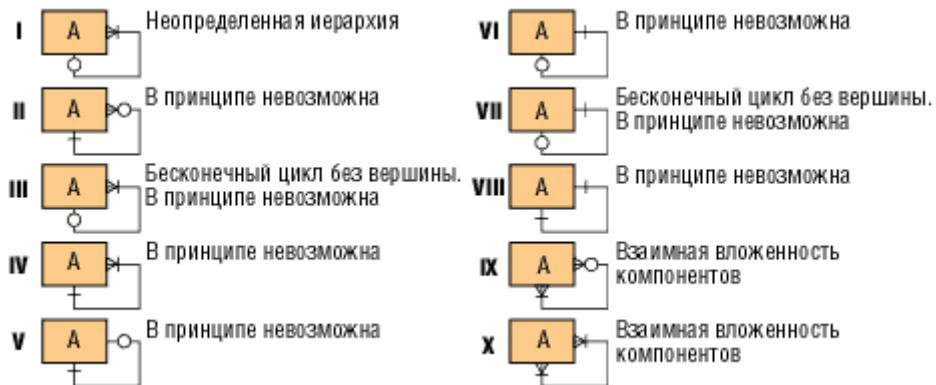 I
A
Неопределенная иерархия
II
A
В принципе невозможна
III
A
Бесконечный цикл без вершины.
В принципе невозможна
IV
A
В принципе невозможна
V
A
В принципе невозможна
VI
A
В принципе невозможна
VII
A
Бесконечный цикл без вершины.
В принципе невозможна
VIII
A
В принципе невозможна
IX
A
Взаимная вложенность
компонентов
X
A
Взаимная вложенность
компонентов